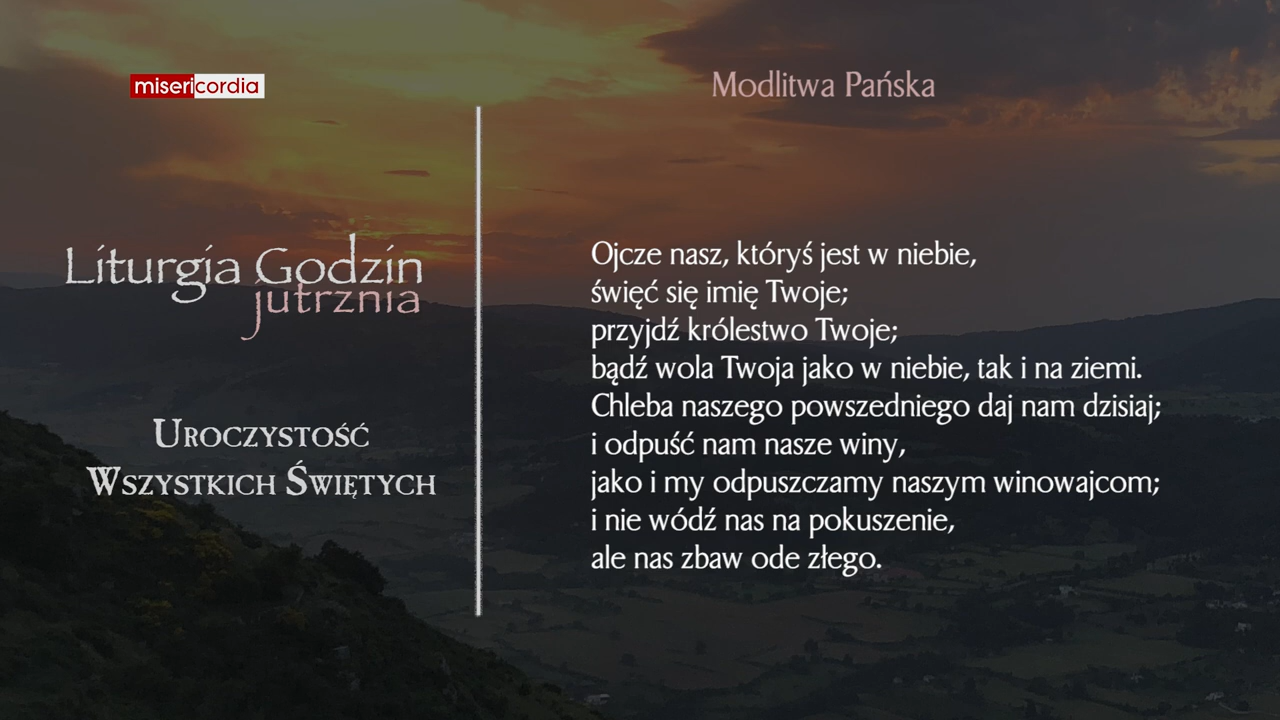 misericordia
Liturgia Godzin
jutrznia
Uroczystość
Wszystkich Świętych
Modlitwa Pańska
Ojcze nasz, któryś jest w niebie,
święć się imię Twoje;
przyjdź królestwo Twoje;
bądź wola Twoja jako w niebie, tak i na ziemi.
Chleba naszego powszedniego daj nam dzisiaj;
i odpuść nam nasze winy,
jako i my odpuszczamy naszym winowajcom;
i nie wódź nas na pokuszenie,
ale nas zbaw ode złego.